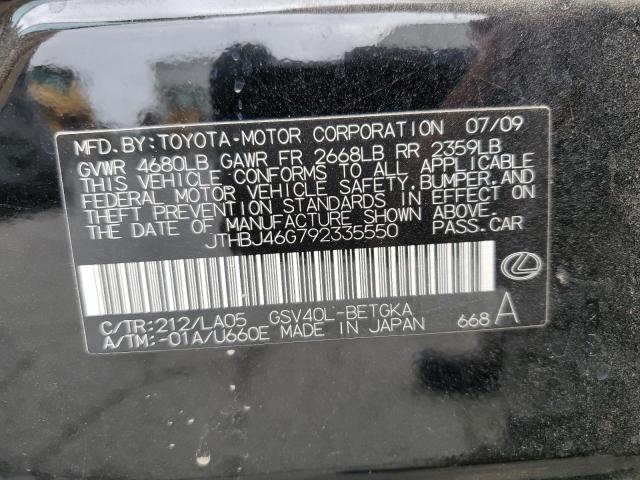 MFD. BY: TOYOTA-MOTOR CORPORATION 07/09
GVWR 4680LB GAWR FR 2668LB RR 2359LB
THIS VEHICLE CONFORMS TO ALL APPLICABLE
FEDERAL MOTOR VEHICLE SAFETY, BUMPER, AND
THEFT PREVENTION STANDARDS IN EFFECT ON
THE DATE OF MANUFACTURE SHOWN ABOVE.
JTHBJ46G792335550 PASS. CAR
C/TR:212/LA05 GSV40L-BETGKA
A/TM:-01A/U660E MADE IN JAPAN 668 A